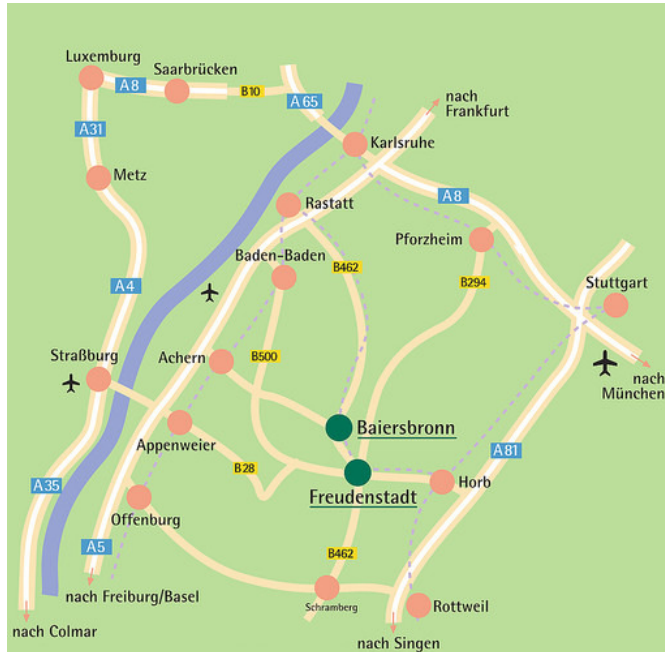 Luxemburg
Saarbrücken
A8
B10
A65
nach
Frankfurt
A31
Karlsruhe
Metz
A8
Rastatt
Pforzheim
Baden-Baden
B462
B294
A4
Stuttgart
Straßburg
Achern
B500
nach
München
Baiersbronn
Appenweier
A81
B28
Horb
A35
Freudenstadt
Offenburg
A5
B462
nach Freiburg/Basel
Schramberg
Rottweil
nach Colmar
nach Singen